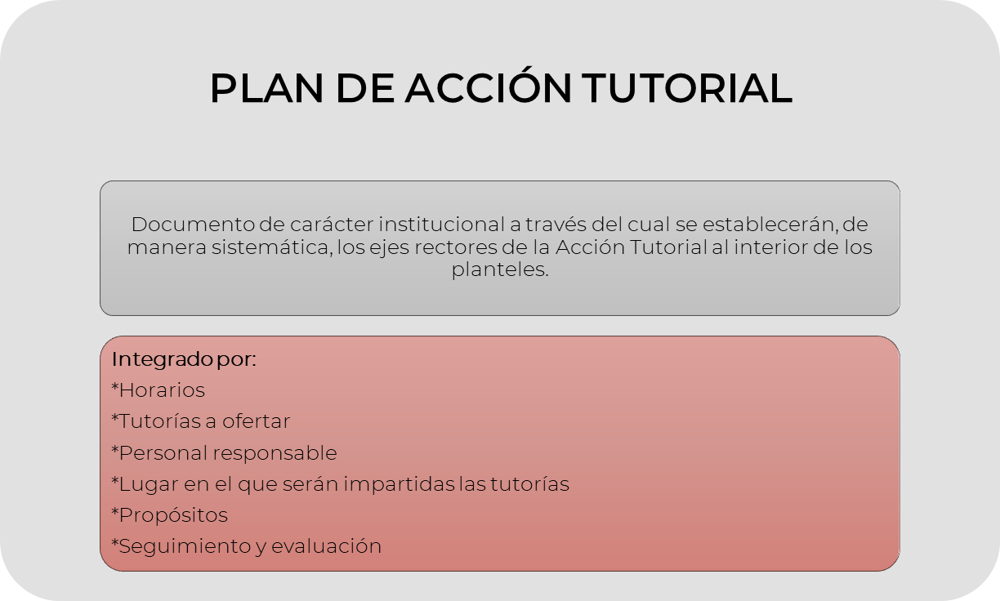 PLAN DE ACCIÓN TUTORIAL
Documento de carácter institucional a través del cual se establecerán, de
manera sistemática, los ejes rectores de la Acción Tutorial al interior de los
planteles.
Integrado por:
*Horarios
*Tutorías a ofertar
*Personal responsable
*Lugar en el que serán impartidas las tutorías
*Propósitos
*Seguimiento y evaluación